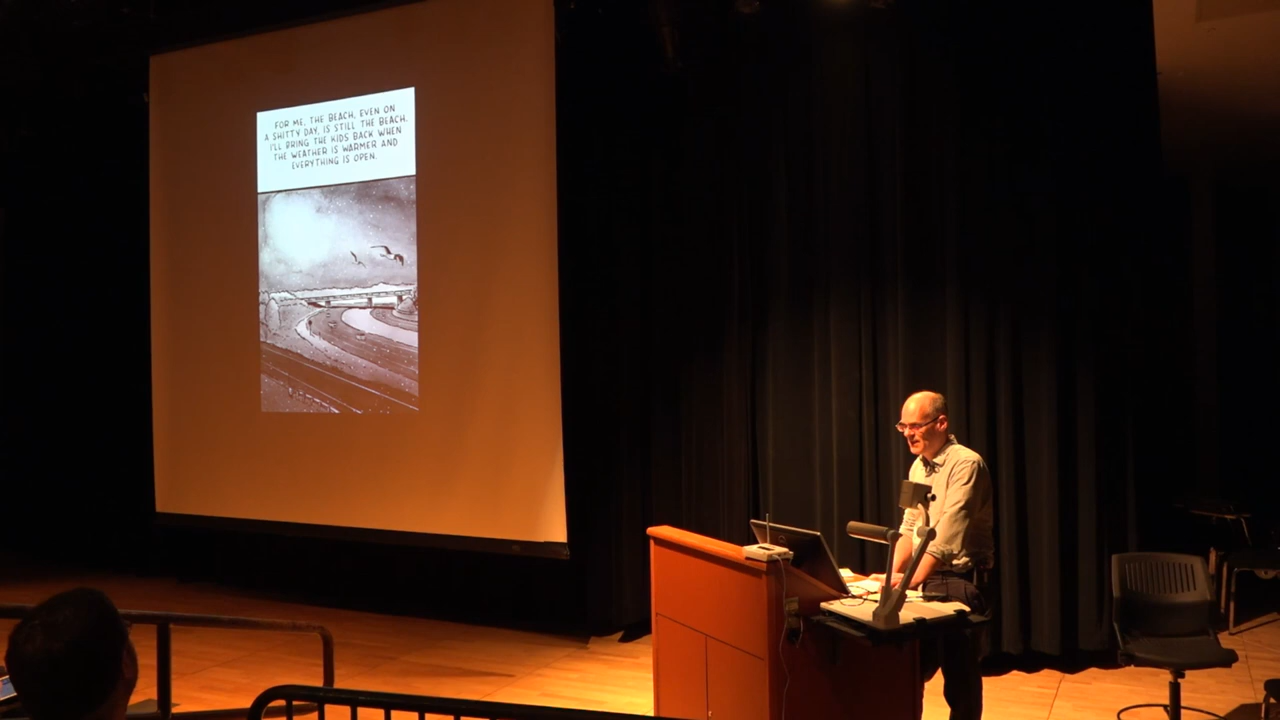 FOR ME, THE BEACH, EVEN ON
A SHITTY DAY, IS STILL THE BEACH.
I'LL BRING THE KIDS BACK WHEN
THE WEATHER IS WARMER AND
EVERYTHING IS OPEN.